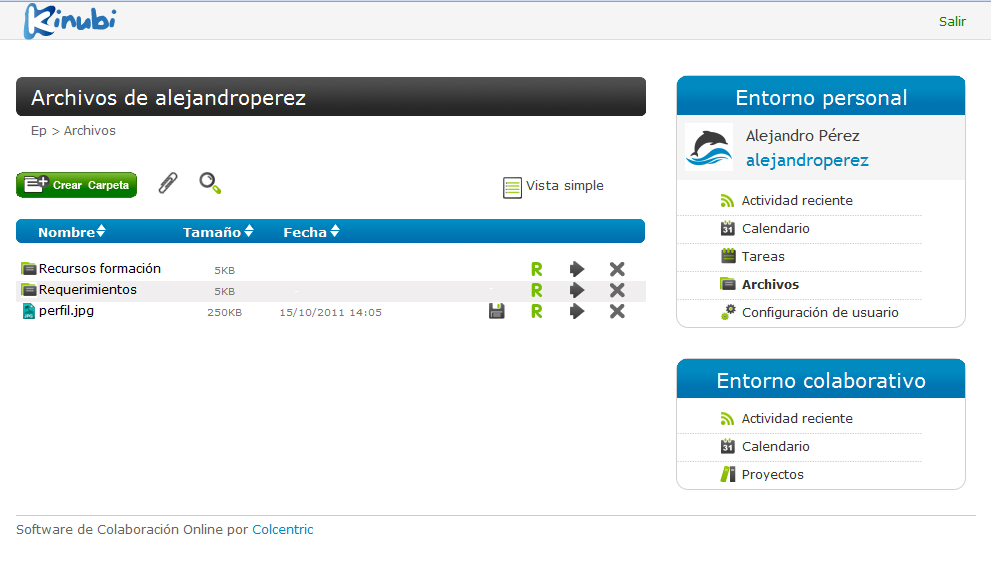 Kinubi
Salir
Archivos de alejandroperez
Ep > Archivos
Crear Carpeta
Vista simple
Nombre Tamaño Fecha
Recursos formación 5KB R
Requerimientos 5KB R
perfil.jpg 250KB 15/10/2011 14:05 R
Entorno personal
Alejandro Pérez
alejandroperez
Actividad reciente
31 Calendario
Tareas
Archivos
Configuración de usuario
Entorno colaborativo
Actividad reciente
31 Calendario
Proyectos
Software de Colaboración Online por Colcentric